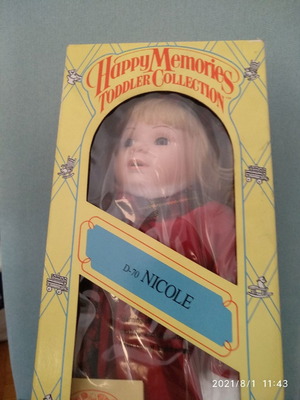 Happy Memories
Toddler Collection
D-70 NICOLE
2021/8/1 11:43